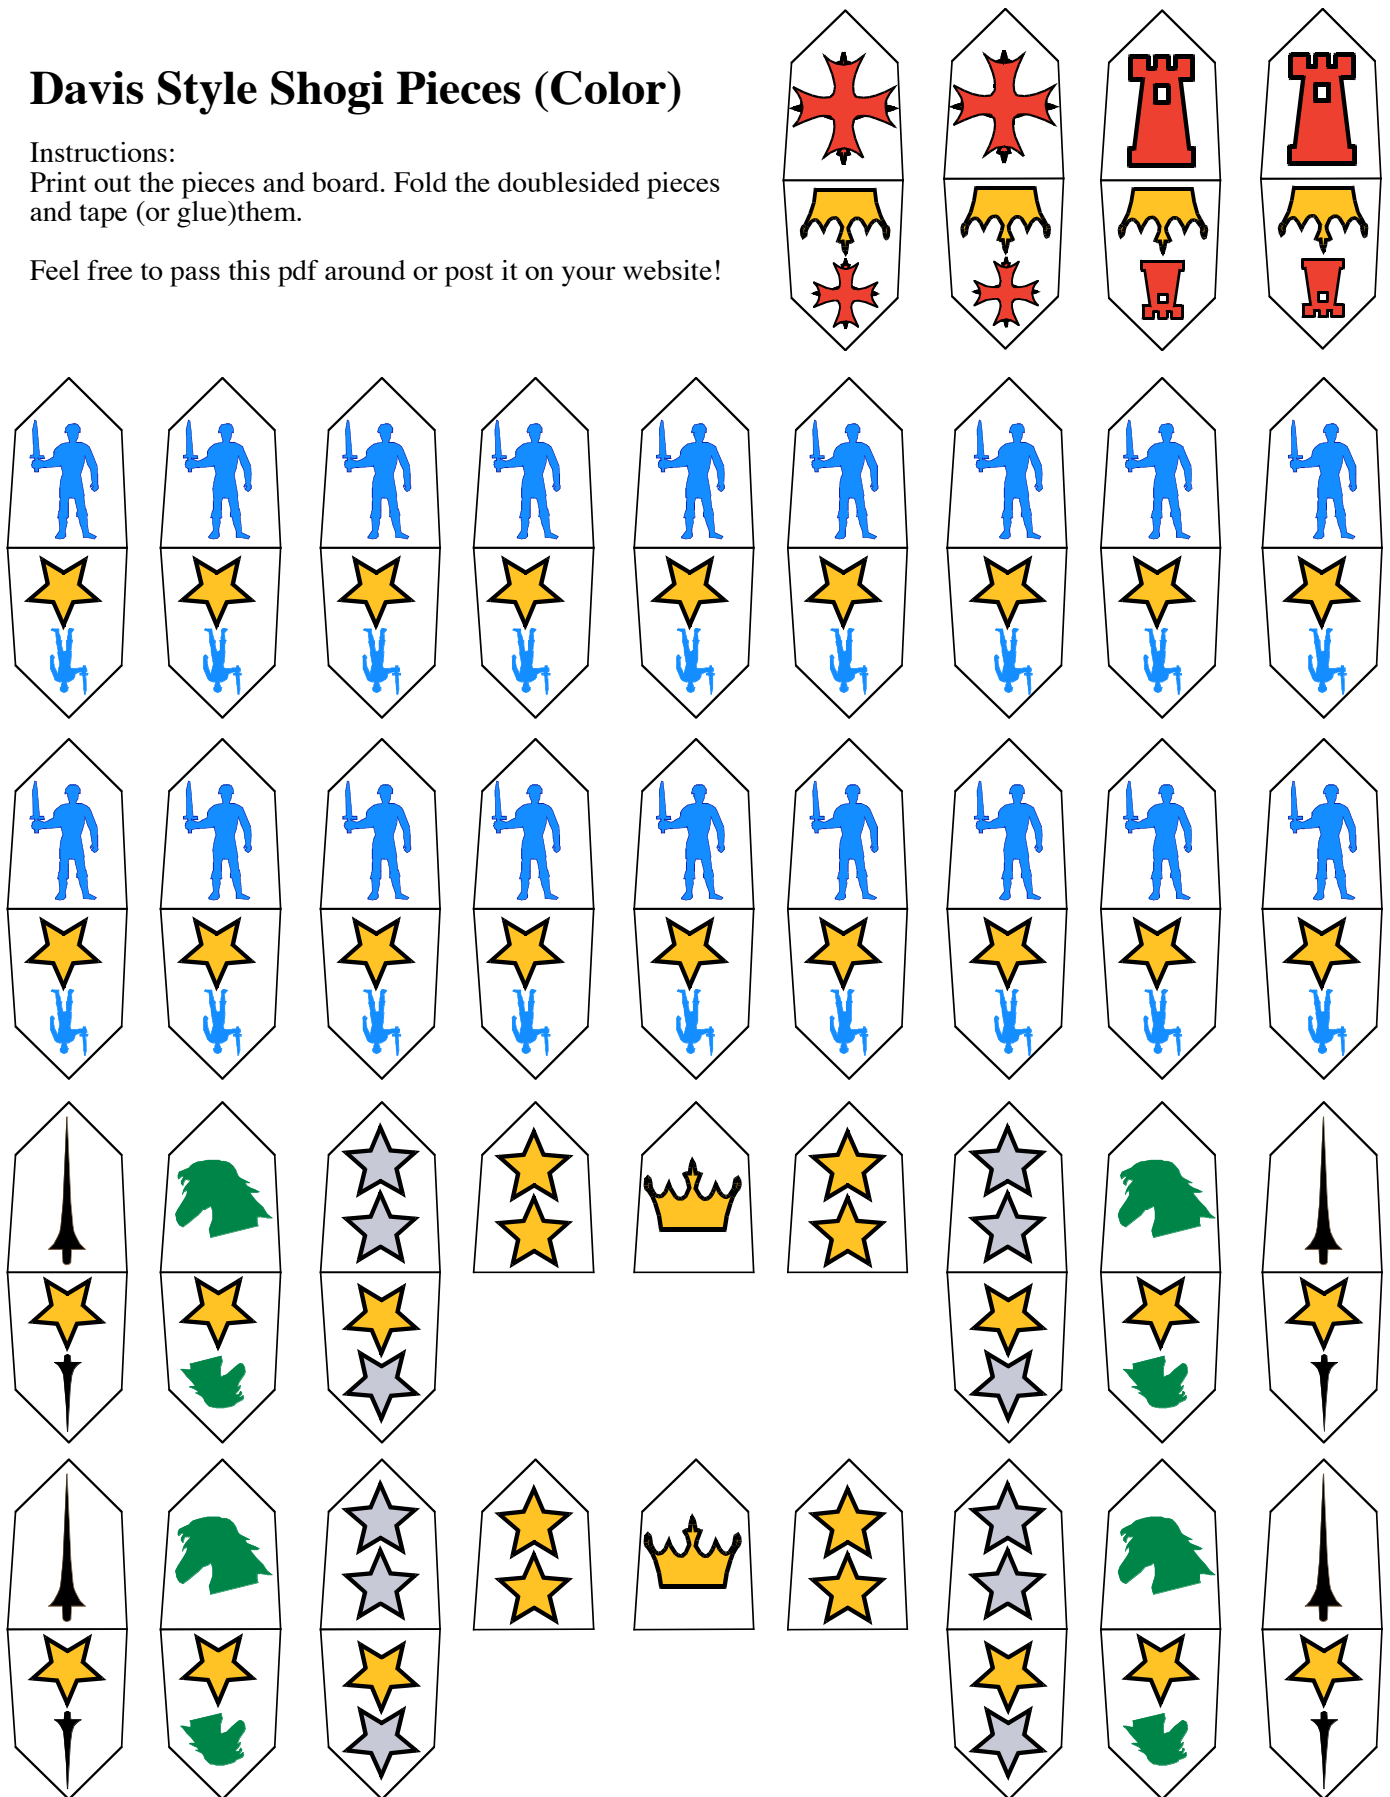 Davis Style Shogi Pieces (Color)
Instructions:
Print out the pieces and board. Fold the doublesided pieces
and tape (or glue)them.
Feel free to pass this pdf around or post it on your website!